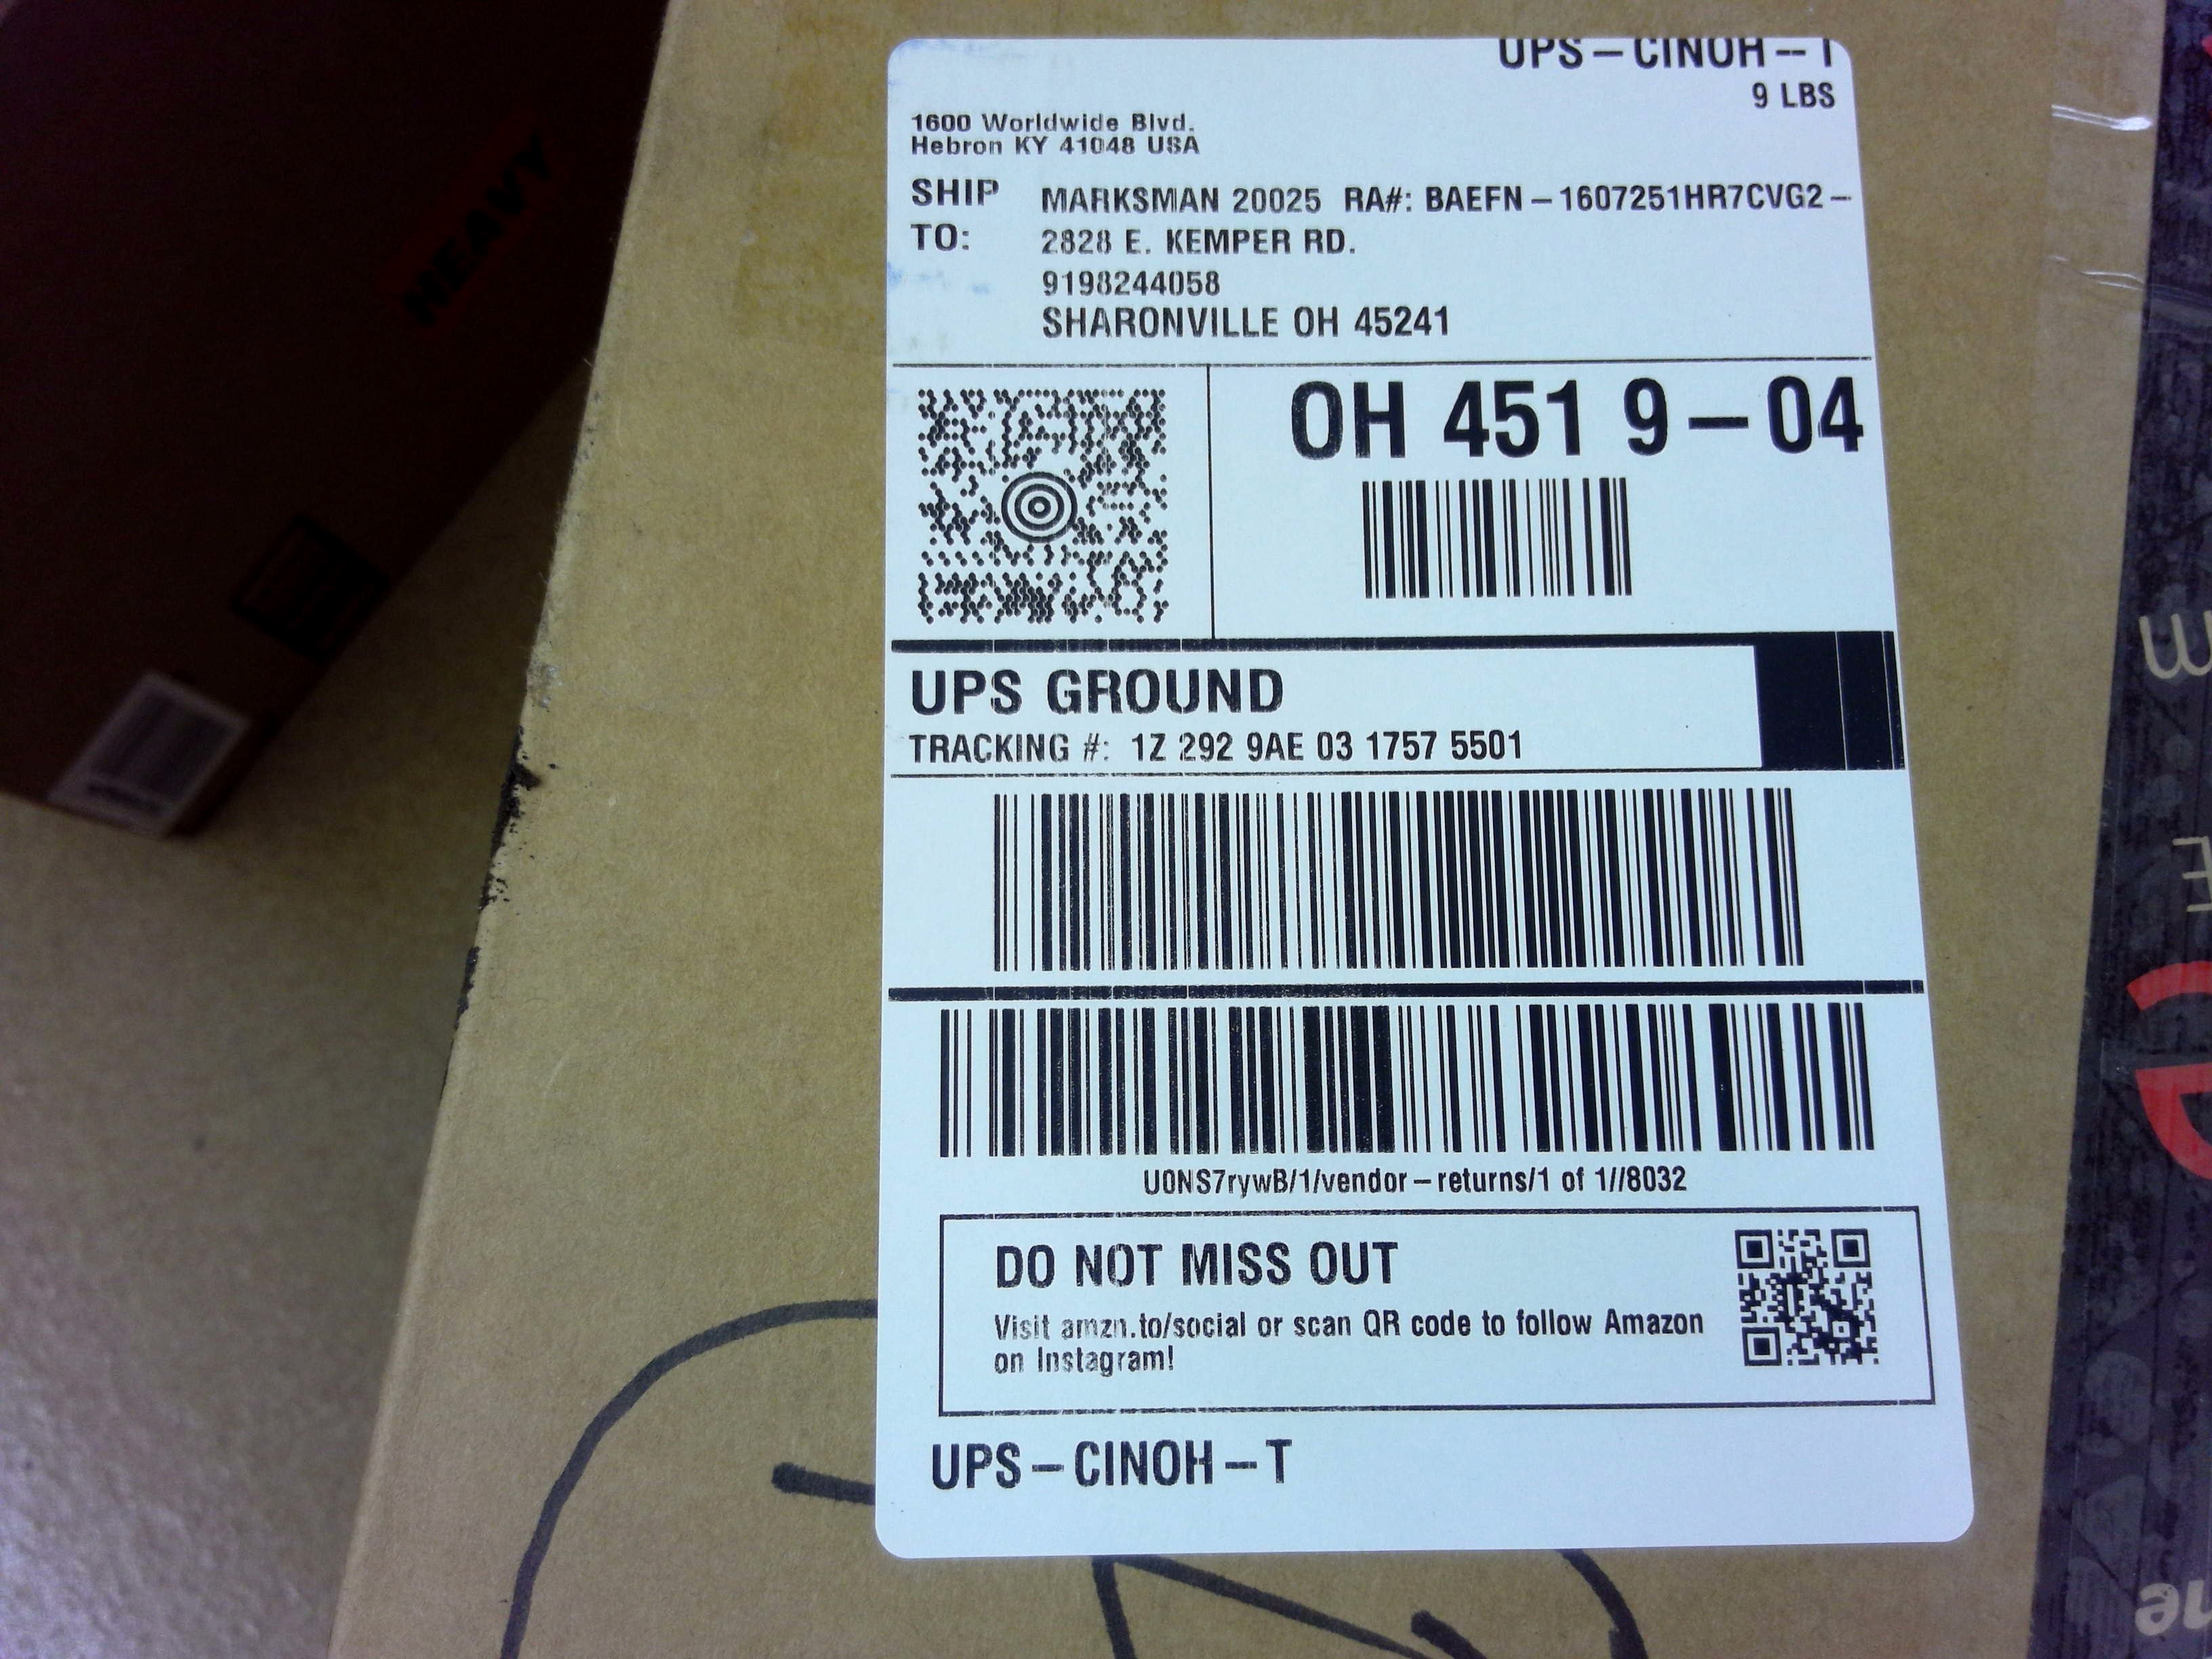 UPS-CINOH-T
9 LBS
1600 Worldwide Blvd.
Hebron KY 41048 USA
SHIP TO:
MARKSMAN 20025 RA#: BAEFN-1607251HR7CVG2-
2828 E. KEMPER RD.
9198244058
SHARONVILLE OH 45241
OH 451 9-04
UPS GROUND
TRACKING #: 1Z 292 9AE 03 1757 5501
U0NS7rywB/1/vendor-returns/1 of 1//8032
DO NOT MISS OUT
Visit amzn.to/social or scan QR code to follow Amazon
on Instagram!
UPS-CINOH-T
HEAVY